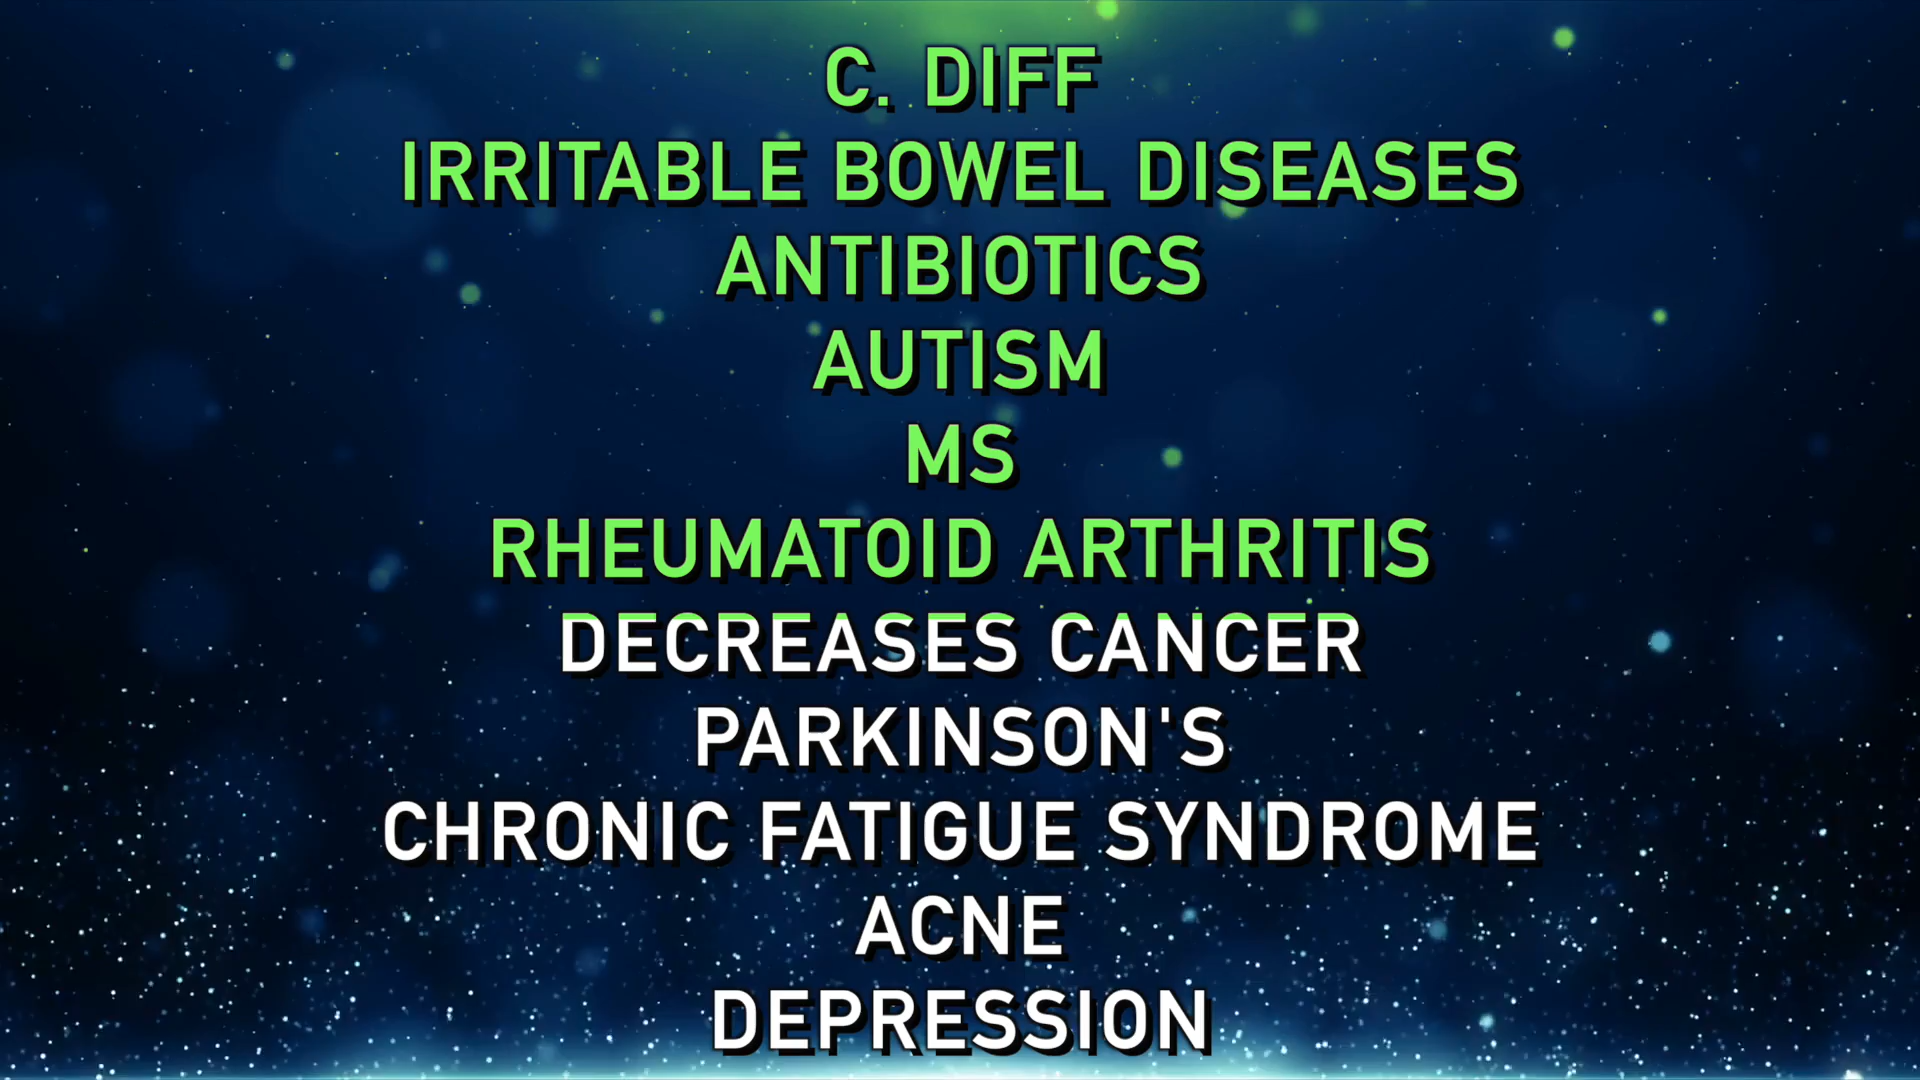 C. DIFF
IRRITABLE BOWEL DISEASES
ANTIBIOTICS
AUTISM
MS
RHEUMATOID ARTHRITIS
DECREASES CANCER
PARKINSON'S
CHRONIC FATIGUE SYNDROME
ACNE
DEPRESSION